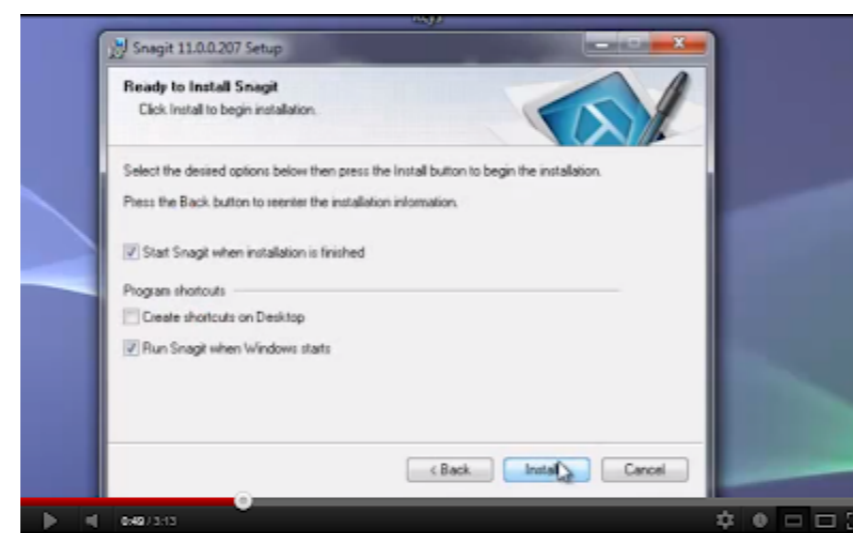 Snagit 11.0.0.207 Setup
Ready to Install Snagit
Click Install to begin installation.
Select the desired options below then press the Install button to begin the installation.
Press the Back button to reenter the installation information.
Start Snagit when installation is finished
Program shortcuts
Create shortcuts on Desktop
Run Snagit when Windows starts
< Back
Install
Cancel
0:49 / 3:13